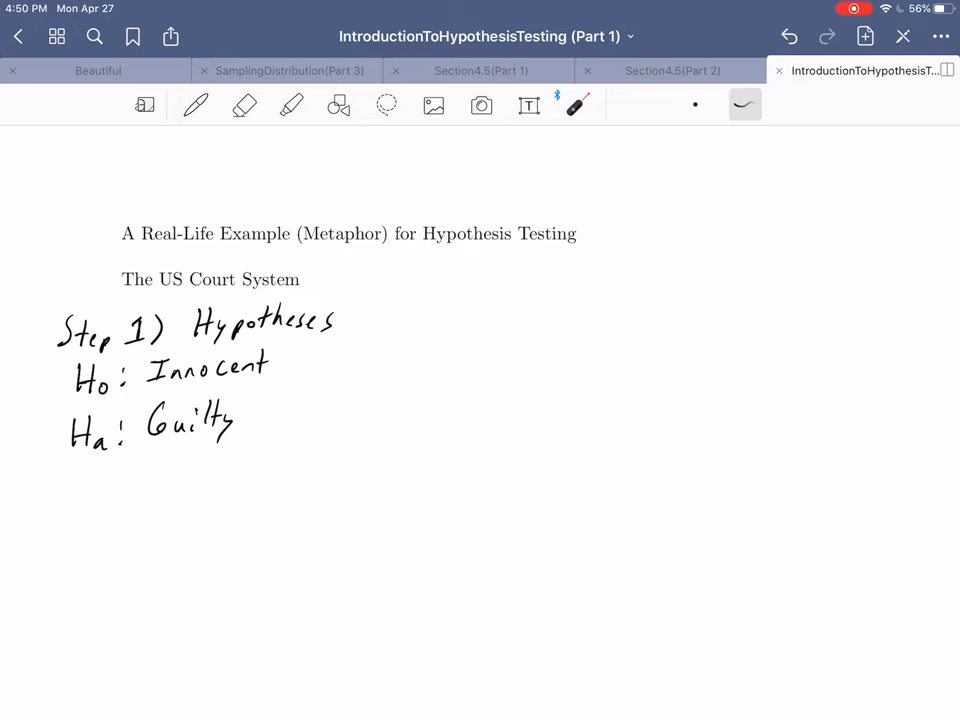 4:50 PM Mon Apr 27
56%
IntroductionToHypothesisTesting (Part 1)
Beautiful
SamplingDistribution(Part 3)
Section4.5(Part 1)
Section4.5(Part 2)
IntroductionToHypothesisT...
T
A Real-Life Example (Metaphor) for Hypothesis Testing
The US Court System
Step 1) Hypotheses
Ho: Innocent
Ha: Guilty